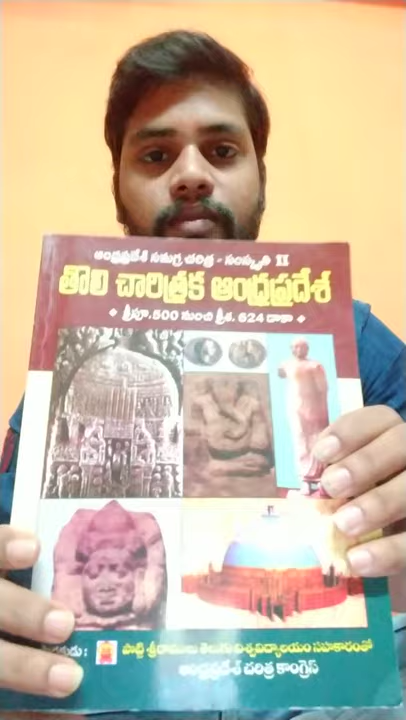 ఆంధ్రప్రదేశ్ సమగ్ర చరిత్ర - సంస్కృతి II
తొలి చారిత్రక ఆంధ్రప్రదేశ్
క్రీ.పూ.500 నుంచి క్రీ.శ. 624 దాకా
పొట్టి శ్రీరాములు తెలుగు విశ్వవిద్యాలయం సహకారంతో
ఆంధ్రప్రదేశ్ చరిత్ర కాంగ్రెస్